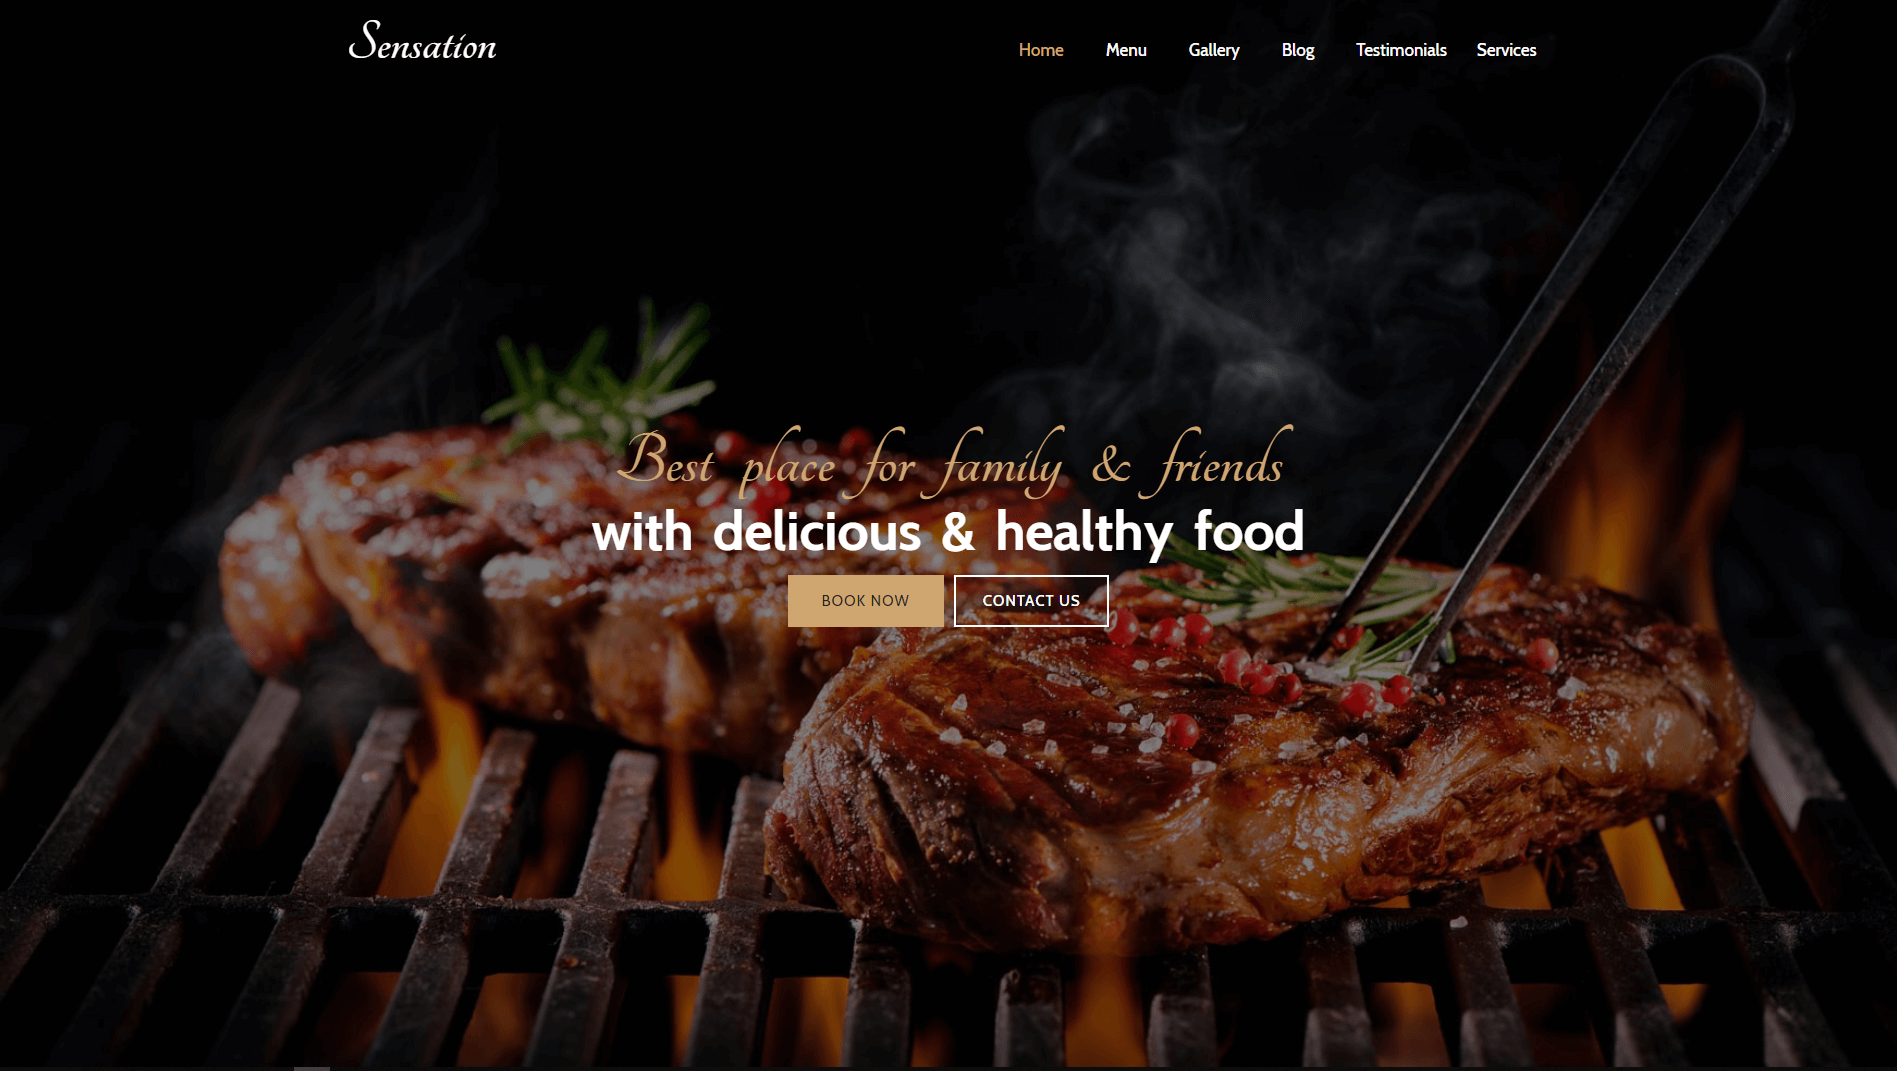 Sensation
Home Menu Gallery Blog Testimonials Services
Best place for family & friends
with delicious & healthy food
BOOK NOW CONTACT US